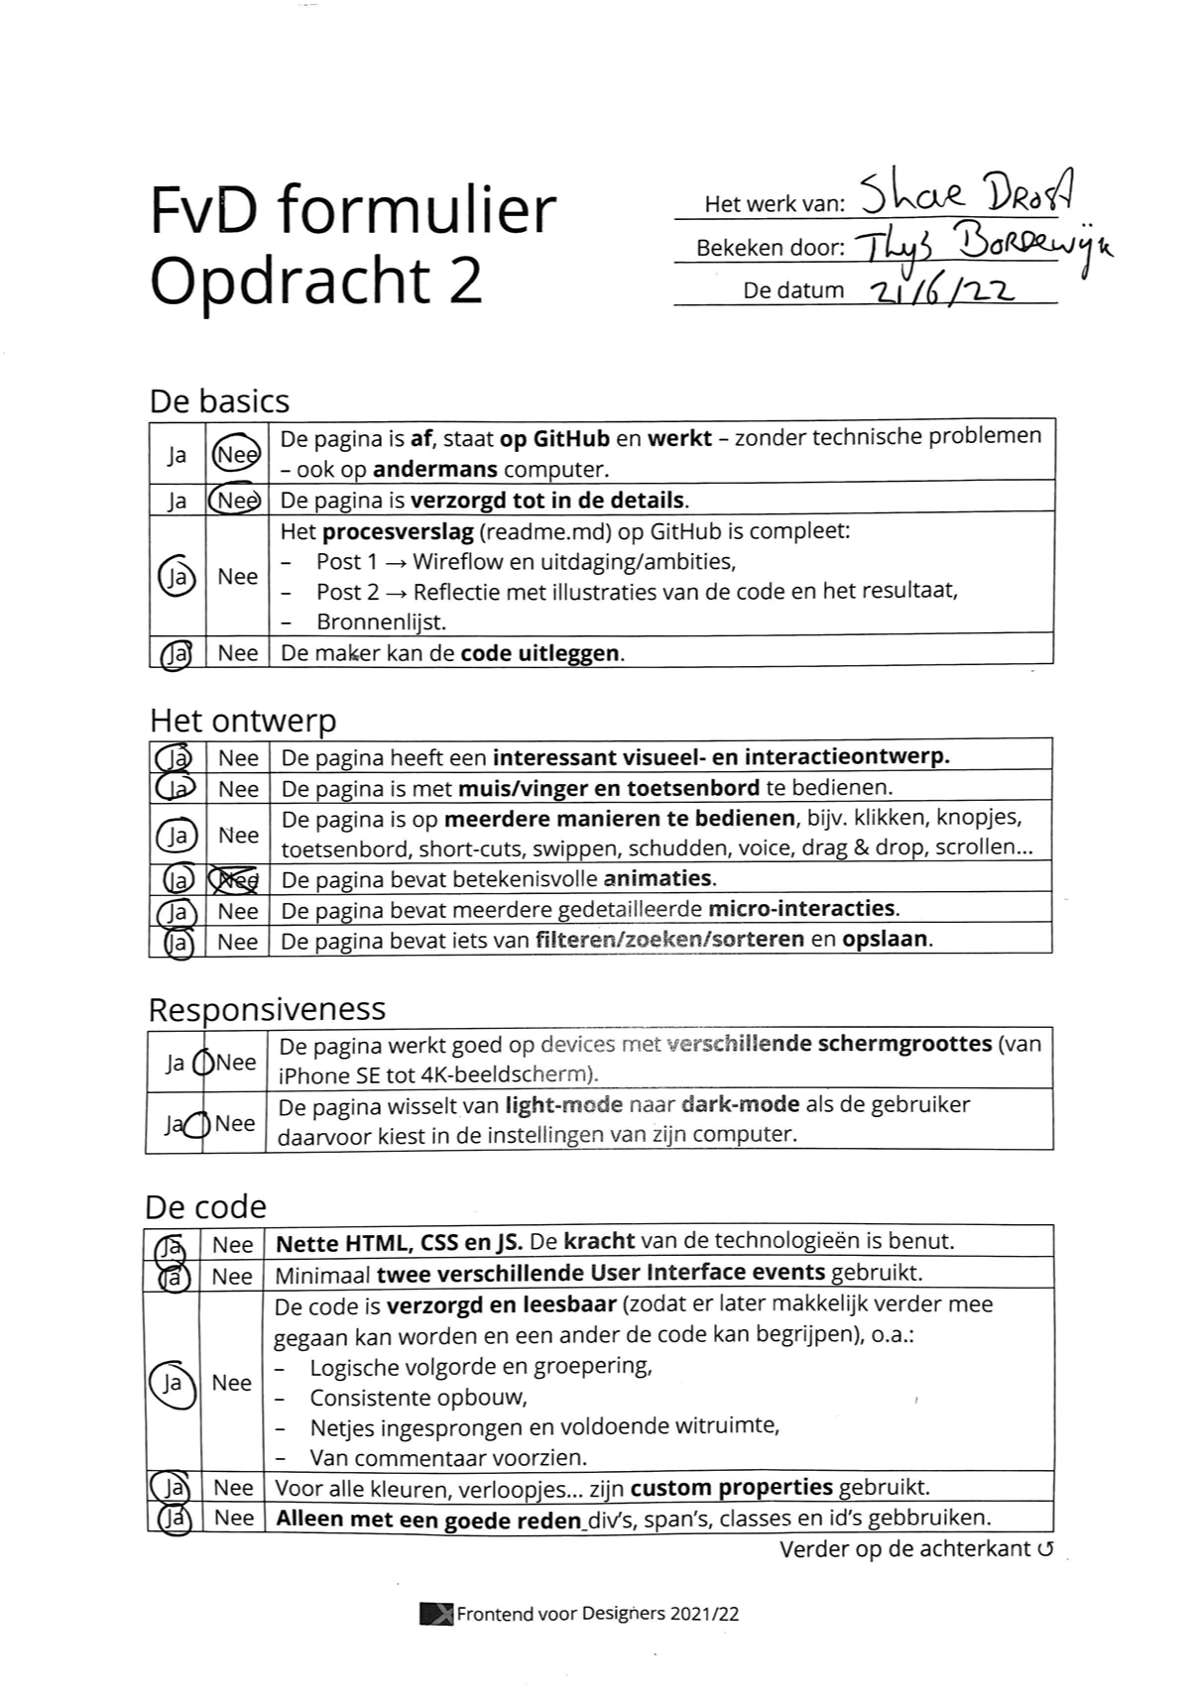 FvD formulier
Opdracht 2
Het werk van: Shae Drost
Bekeken door: Thys Bordewijk
De datum 21/6/22
De basics
Ja Nee De pagina is af, staat op GitHub en werkt – zonder technische problemen
– ook op andermans computer.
Ja Nee De pagina is verzorgd tot in de details.
Het procesverslag (readme.md) op GitHub is compleet:
– Post 1 → Wireflow en uitdaging/ambities,
Ja Nee
– Post 2 → Reflectie met illustraties van de code en het resultaat,
– Bronnenlijst.
Ja Nee De maker kan de code uitleggen.
Het ontwerp
Ja Nee De pagina heeft een interessant visueel- en interactieontwerp.
Ja Nee De pagina is met muis/vinger en toetsenbord te bedienen.
Ja Nee De pagina is op meerdere manieren te bedienen, bijv. klikken, knopjes,
toetsenbord, short-cuts, swippen, schudden, voice, drag & drop, scrollen...
Ja Nee De pagina bevat betekenisvolle animaties.
Ja Nee De pagina bevat meerdere gedetailleerde micro-interacties.
Ja Nee De pagina bevat iets van filteren/zoeken/sorteren en opslaan.
Responsiveness
Ja Nee De pagina werkt goed op devices met verschillende schermgroottes (van
iPhone SE tot 4K-beeldscherm).
Ja Nee De pagina wisselt van light-mode naar dark-mode als de gebruiker
daarvoor kiest in de instellingen van zijn computer.
De code
Ja Nee Nette HTML, CSS en JS. De kracht van de technologieën is benut.
Ja Nee Minimaal twee verschillende User Interface events gebruikt.
De code is verzorgd en leesbaar (zodat er later makkelijk verder mee
gegaan kan worden en een ander de code kan begrijpen), o.a.:
– Logische volgorde en groepering,
Ja Nee
– Consistente opbouw,
– Netjes ingesprongen en voldoende witruimte,
– Van commentaar voorzien.
Ja Nee Voor alle kleuren, verloopjes... zijn custom properties gebruikt.
Ja Nee Alleen met een goede reden div's, span's, classes en id's gebbruiken.
Verder op de achterkant ↺
Frontend voor Designers 2021/22